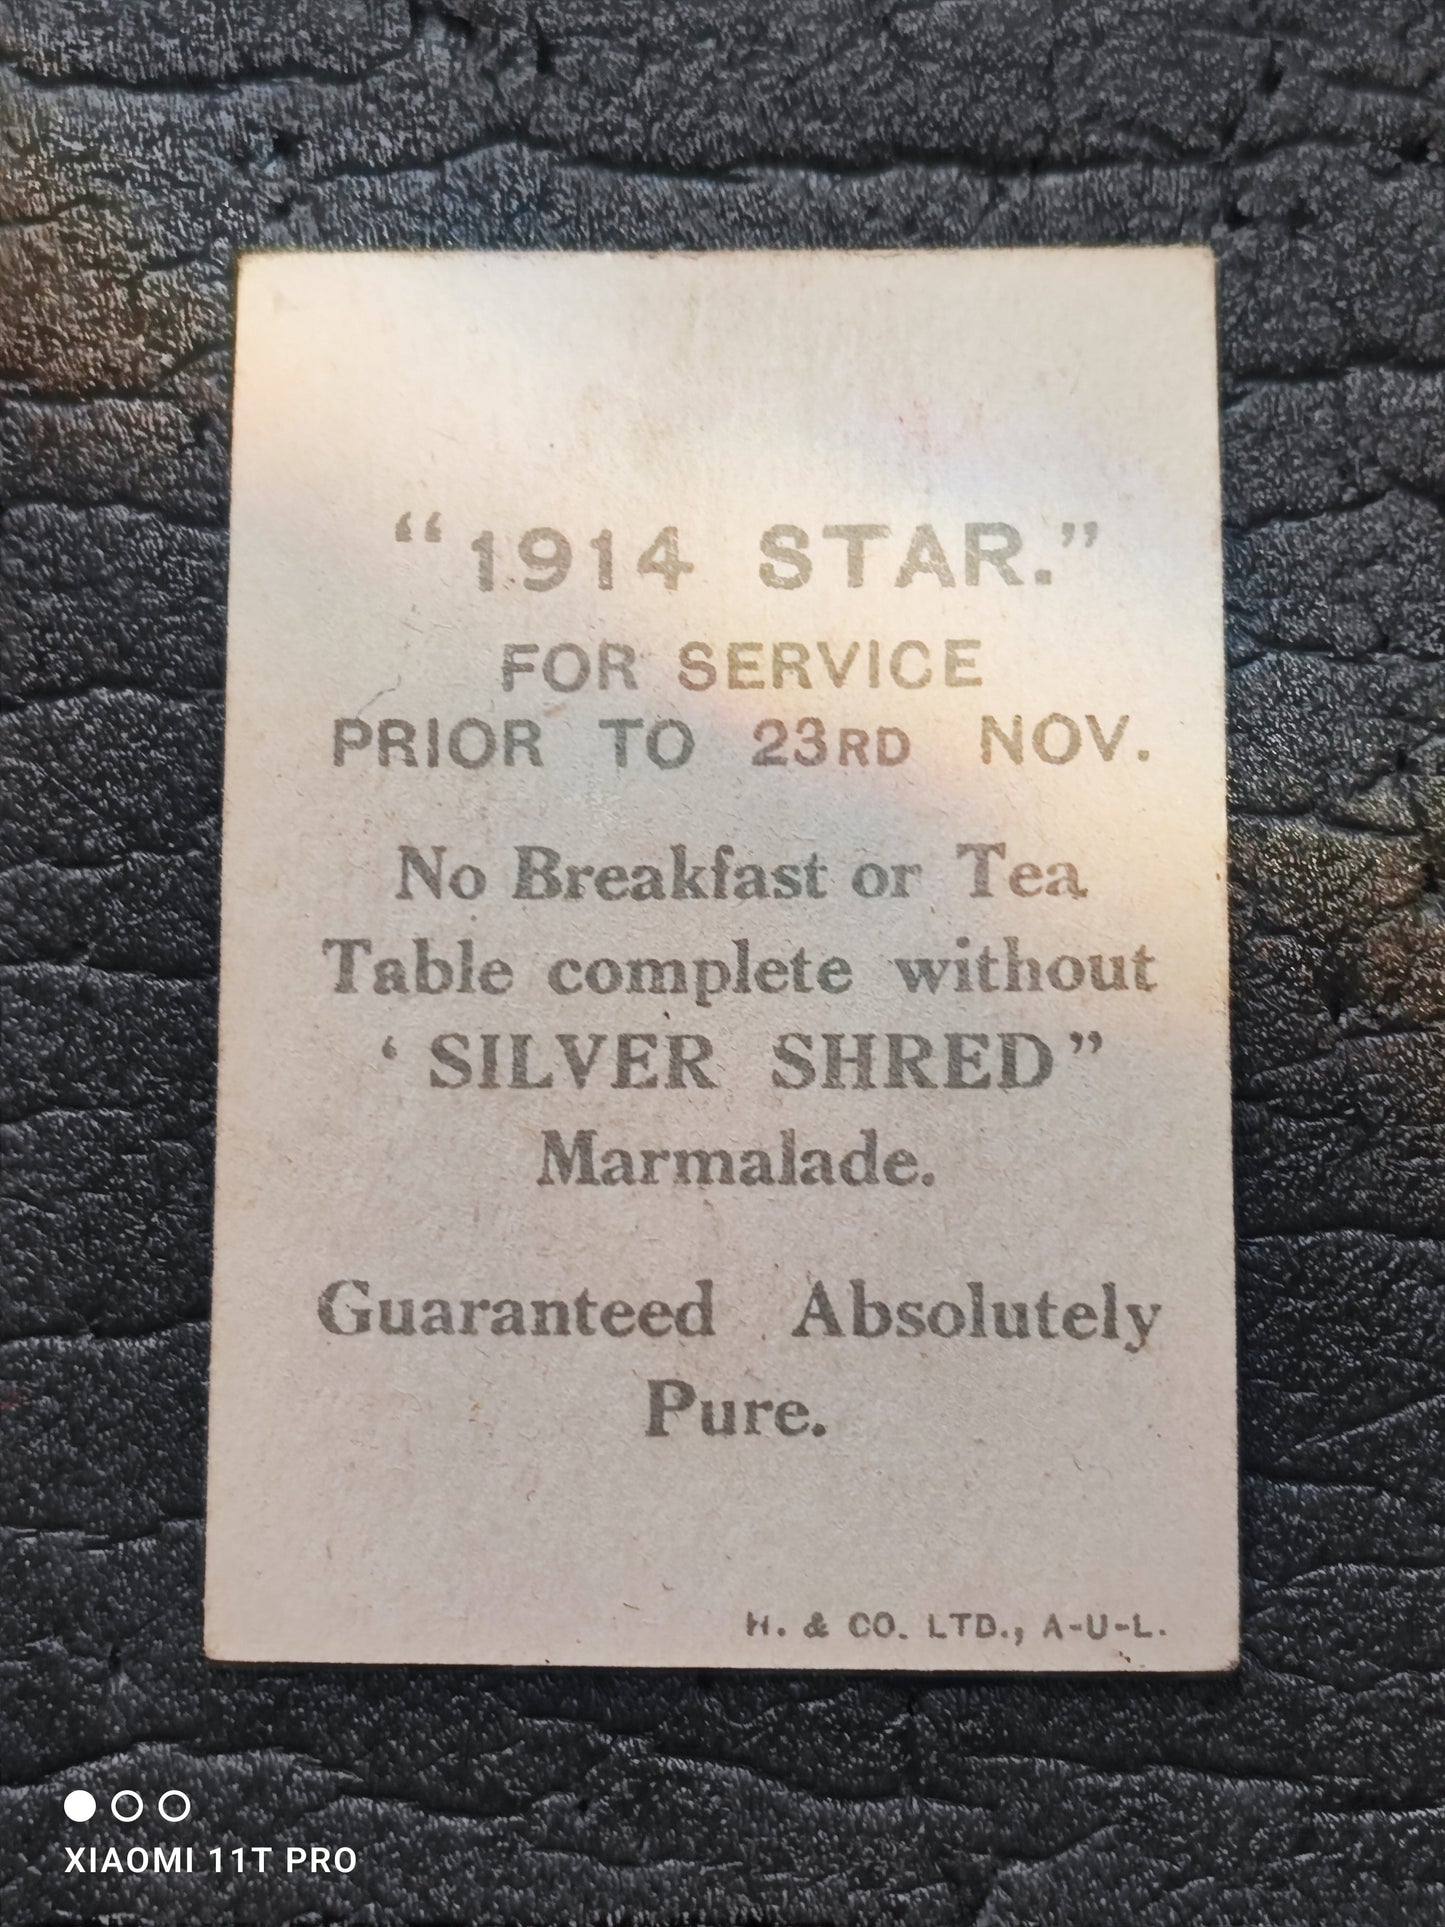 “1914 STAR.”
FOR SERVICE
PRIOR TO 23RD NOV.
No Breakfast or Tea
Table complete without
‘ SILVER SHRED”
Marmalade.
Guaranteed Absolutely
Pure.
H. & CO. LTD., A-U-L.
XIAOMI 11T PRO